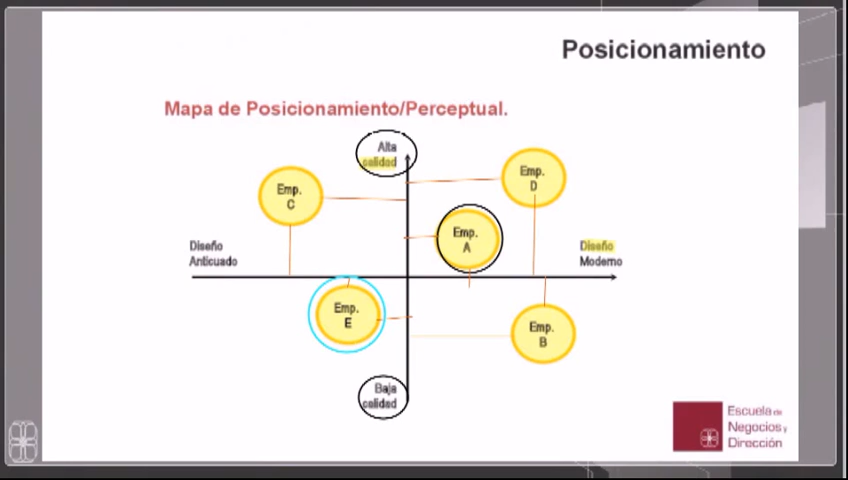 Posicionamiento
Mapa de Posicionamiento/Perceptual.
Alta
calidad
Emp.
C
Emp.
D
Emp.
A
Diseño
Anticuado
Diseño
Moderno
Emp.
E
Emp.
B
Baja
calidad
Escuela de
Negocios y
Dirección